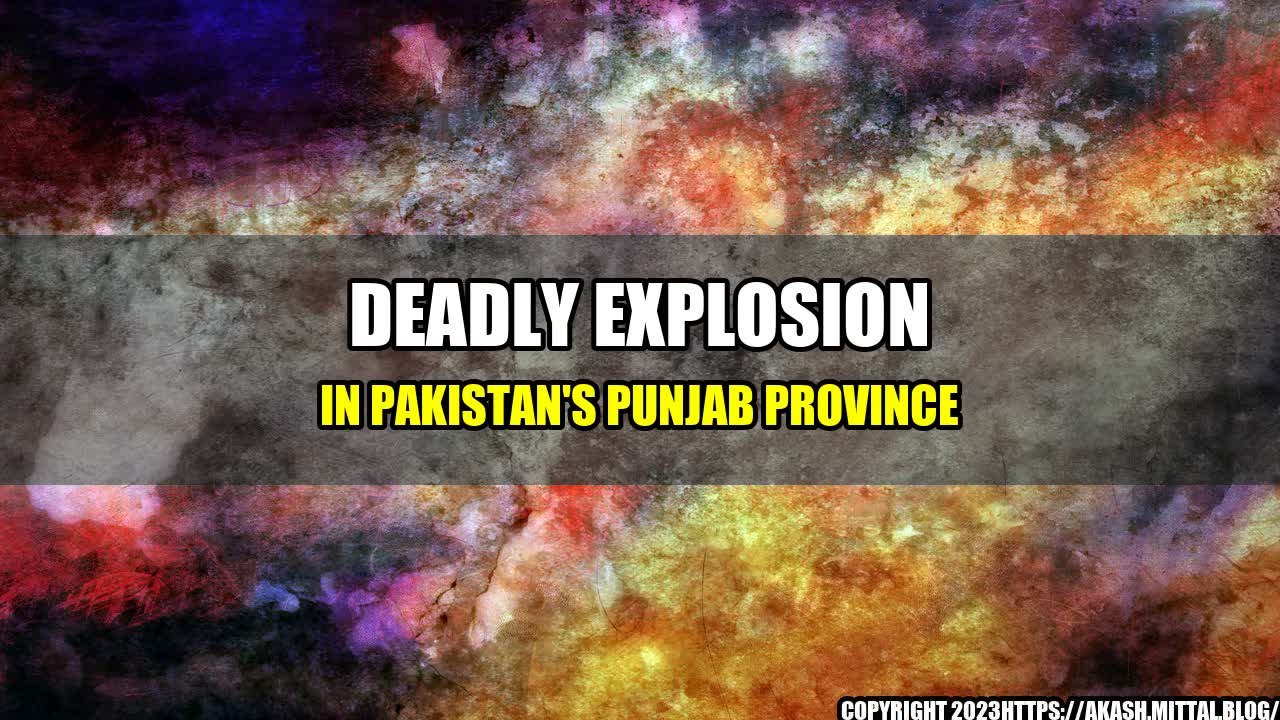 DEADLY EXPLOSION
IN PAKISTAN'S PUNJAB PROVINCE
COPYRIGHT 2023HTTPS://AKASH.MITTAL.BLOG/